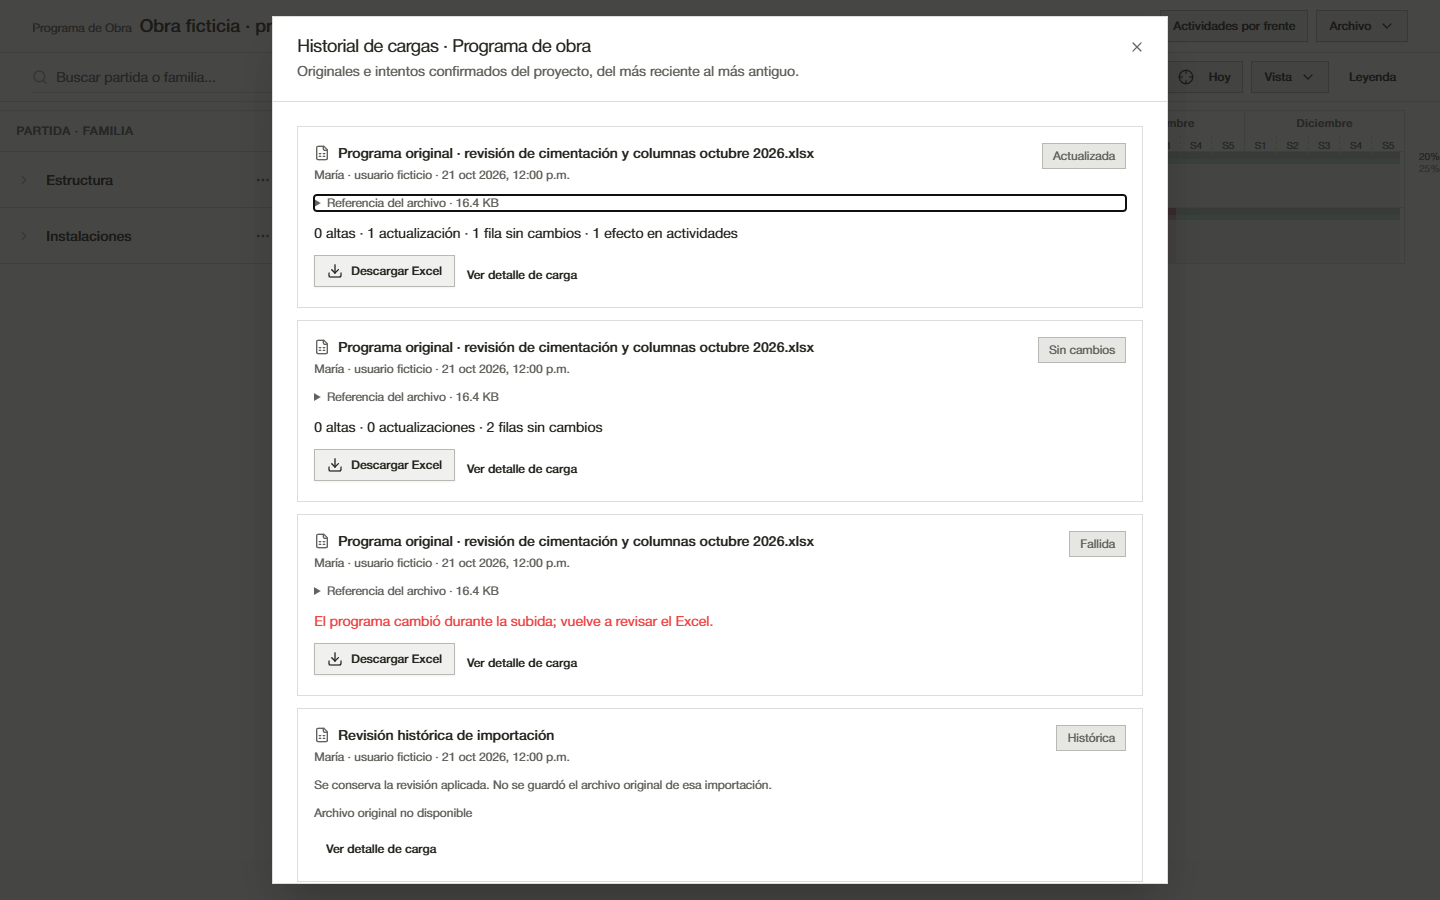 Programa de Obra Obra ficticia · pr
Actividades por frente
Archivo
Buscar partida o familia...
Hoy
Vista
Leyenda
PARTIDA · FAMILIA
Estructura
Instalaciones
mbre
Diciembre
S4 S5 S1 S2 S3 S4 S5
20%
25%
Historial de cargas · Programa de obra
Originales e intentos confirmados del proyecto, del más reciente al más antiguo.
Programa original · revisión de cimentación y columnas octubre 2026.xlsx
Actualizada
María · usuario ficticio · 21 oct 2026, 12:00 p.m.
Referencia del archivo · 16.4 KB
0 altas · 1 actualización · 1 fila sin cambios · 1 efecto en actividades
Descargar Excel
Ver detalle de carga
Programa original · revisión de cimentación y columnas octubre 2026.xlsx
Sin cambios
María · usuario ficticio · 21 oct 2026, 12:00 p.m.
Referencia del archivo · 16.4 KB
0 altas · 0 actualizaciones · 2 filas sin cambios
Descargar Excel
Ver detalle de carga
Programa original · revisión de cimentación y columnas octubre 2026.xlsx
Fallida
María · usuario ficticio · 21 oct 2026, 12:00 p.m.
Referencia del archivo · 16.4 KB
El programa cambió durante la subida; vuelve a revisar el Excel.
Descargar Excel
Ver detalle de carga
Revisión histórica de importación
Histórica
María · usuario ficticio · 21 oct 2026, 12:00 p.m.
Se conserva la revisión aplicada. No se guardó el archivo original de esa importación.
Archivo original no disponible
Ver detalle de carga